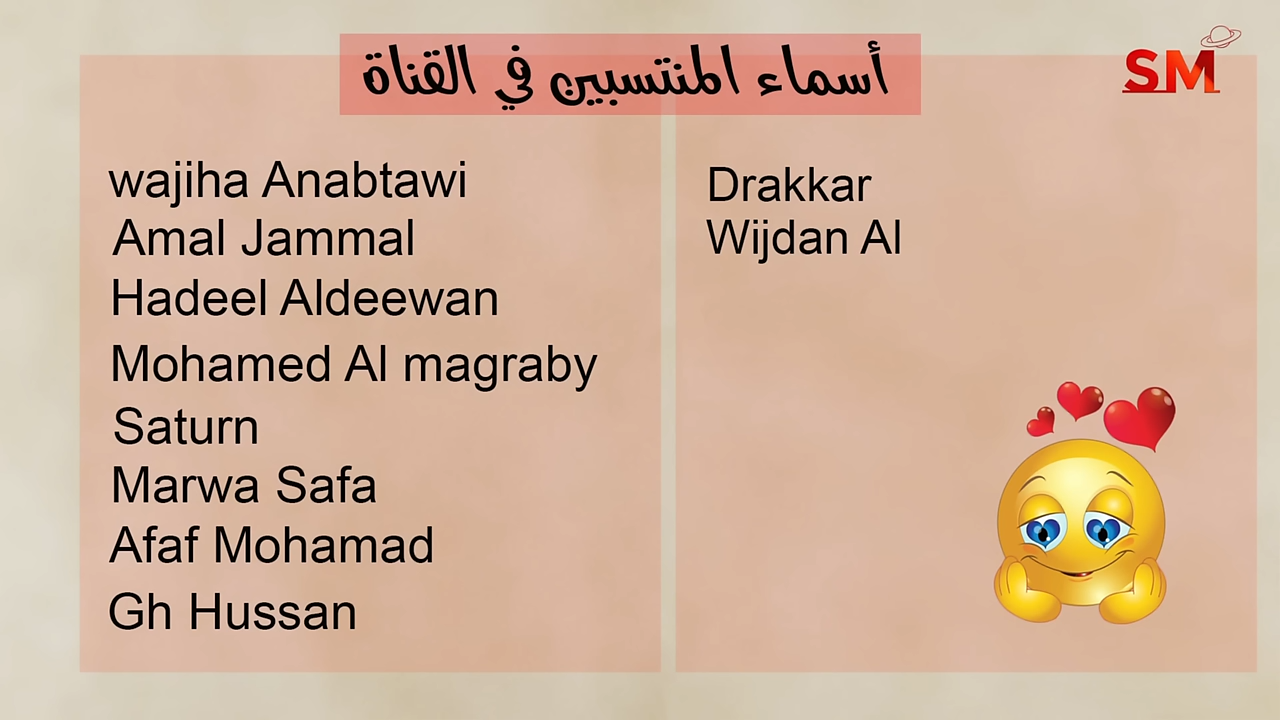 أسماء المنتسبين في القناة
SM
wajiha Anabtawi
Amal Jammal
Hadeel Aldeewan
Mohamed Al magraby
Saturn
Marwa Safa
Afaf Mohamad
Gh Hussan
Drakkar
Wijdan Al